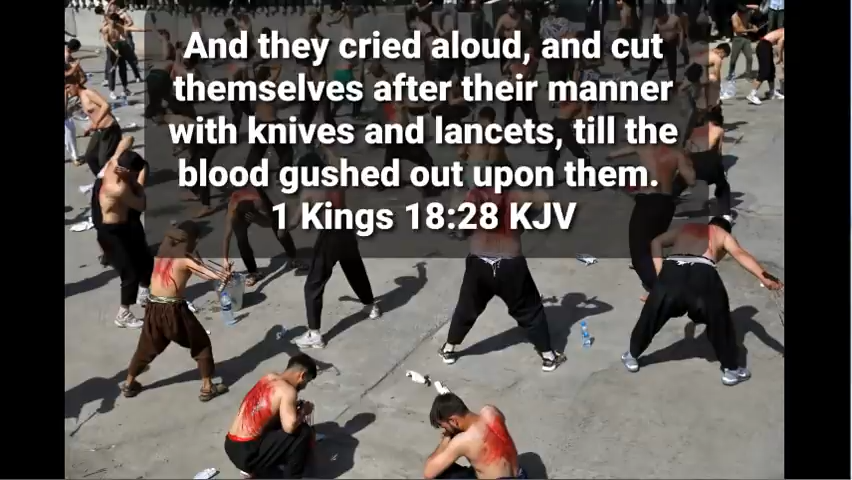 And they cried aloud, and cut
themselves after their manner
with knives and lancets, till the
blood gushed out upon them.
1 Kings 18:28 KJV